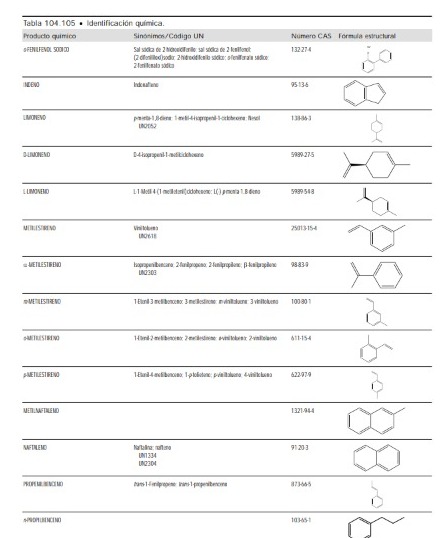 Tabla 104.105 • Identificación química.
Producto químico Sinónimos/Código UN Número CAS Fórmula estructural
o-FENILFENOL SÓDICO Sal sódica de 2-hidroxidifenilo; sal sódica de 2-fenilfenol; 132-27-4
(2-difenililoxi)sodio; 2-hidroxidifenilo sódico; o-fenilfenato sódico;
2-fenilfenato sódico
INDENO Indenafteno 95-13-6
LIMONENO p-menta-1,8-dieno; 1-metil-4-isopropenil-1-ciclohexeno; Nesol 138-86-3
UN2052
D-LIMONENO D-4-isopropenil-1-metilciclohexeno 5989-27-5
L-LIMONENO L-1-Metil-4-(1-metiletenil)ciclohexeno; L(-) p-menta 1,8 dieno 5989-54-8
METILESTIRENO Viniltolueno 25013-15-4
UN2618
α-METILESTIRENO Isopropenilbenceno; 2-fenilpropeno; 2-fenilpropileno; β-fenilpropileno 98-83-9
UN2303
m-METILESTIRENO 1-Etenil-3-metilbenceno; 3-metilestireno; m-viniltolueno; 3-viniltolueno 100-80-1
o-METILESTIRENO 1-Etenil-2-metilbenceno; 2-metilestireno; o-viniltolueno; 2-viniltolueno 611-15-4
p-METILESTIRENO 1-Etenil-4-metilbenceno; 1-p-tolileteno; p-viniltolueno; 4-viniltolueno 622-97-9
METILNAFTALENO 1321-94-4
NAFTALENO Naftalina; nafteno 91-20-3
UN1334
UN2304
PROPENILBENCENO trans-1-Fenilpropeno; trans-1-propenilbenceno 873-66-5
n-PROPILBENCENO 103-65-1